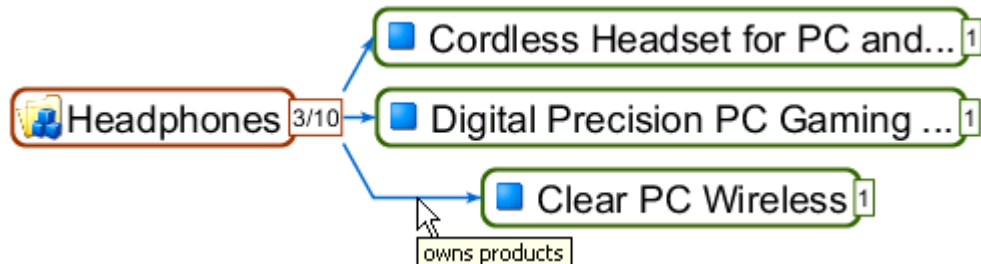 Cordless Headset for PC and... 1
Headphones 3/10 Digital Precision PC Gaming ... 1
Clear PC Wireless 1
owns products